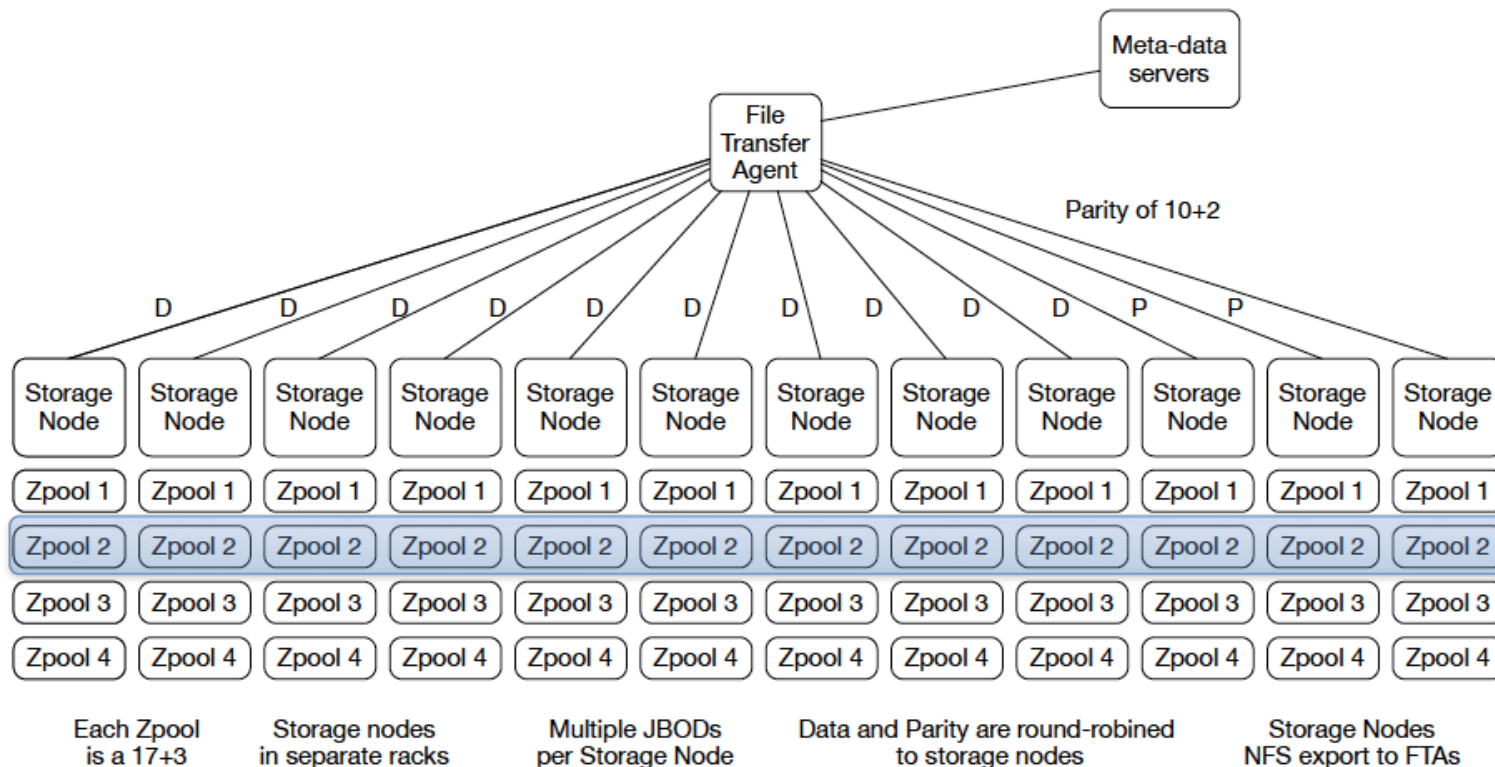 Meta-data
servers
File
Transfer
Agent
Parity of 10+2
D D D D D D D D D D P P
Storage Storage Storage Storage Storage Storage Storage Storage Storage Storage Storage Storage
Node Node Node Node Node Node Node Node Node Node Node Node
Zpool 1 Zpool 1 Zpool 1 Zpool 1 Zpool 1 Zpool 1 Zpool 1 Zpool 1 Zpool 1 Zpool 1 Zpool 1 Zpool 1
Zpool 2 Zpool 2 Zpool 2 Zpool 2 Zpool 2 Zpool 2 Zpool 2 Zpool 2 Zpool 2 Zpool 2 Zpool 2 Zpool 2
Zpool 3 Zpool 3 Zpool 3 Zpool 3 Zpool 3 Zpool 3 Zpool 3 Zpool 3 Zpool 3 Zpool 3 Zpool 3 Zpool 3
Zpool 4 Zpool 4 Zpool 4 Zpool 4 Zpool 4 Zpool 4 Zpool 4 Zpool 4 Zpool 4 Zpool 4 Zpool 4 Zpool 4
Each Zpool
is a 17+3
Storage nodes
in separate racks
Multiple JBODs
per Storage Node
Data and Parity are round-robined
to storage nodes
Storage Nodes
NFS export to FTAs